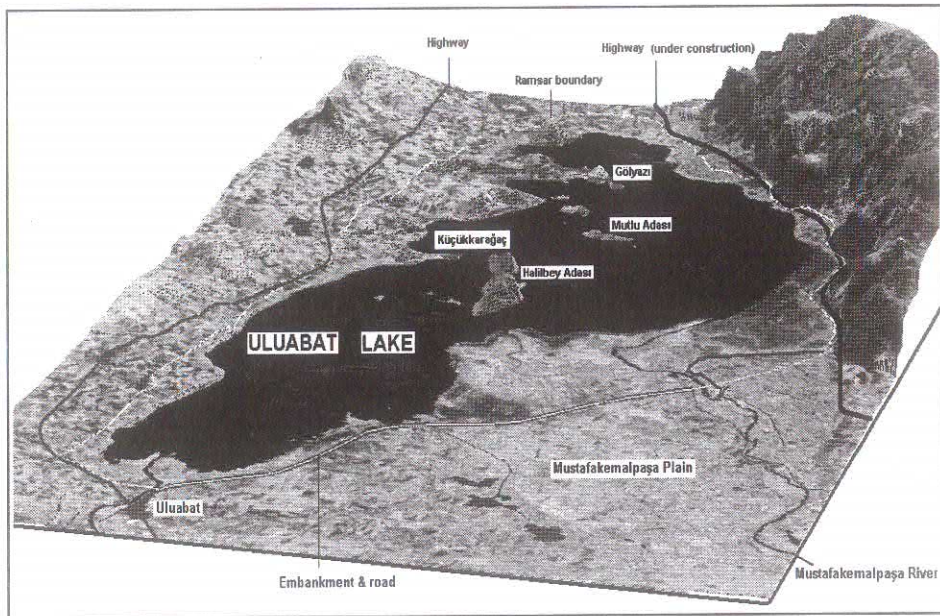 Highway
Highway (under construction)
Ramsar boundary
Gölyazı
Mutlu Adası
Küçükkarağaç
Halilbey Adası
ULUABAT LAKE
Mustafakemalpaşa Plain
Uluabat
Embankment & road
Mustafakemalpaşa River